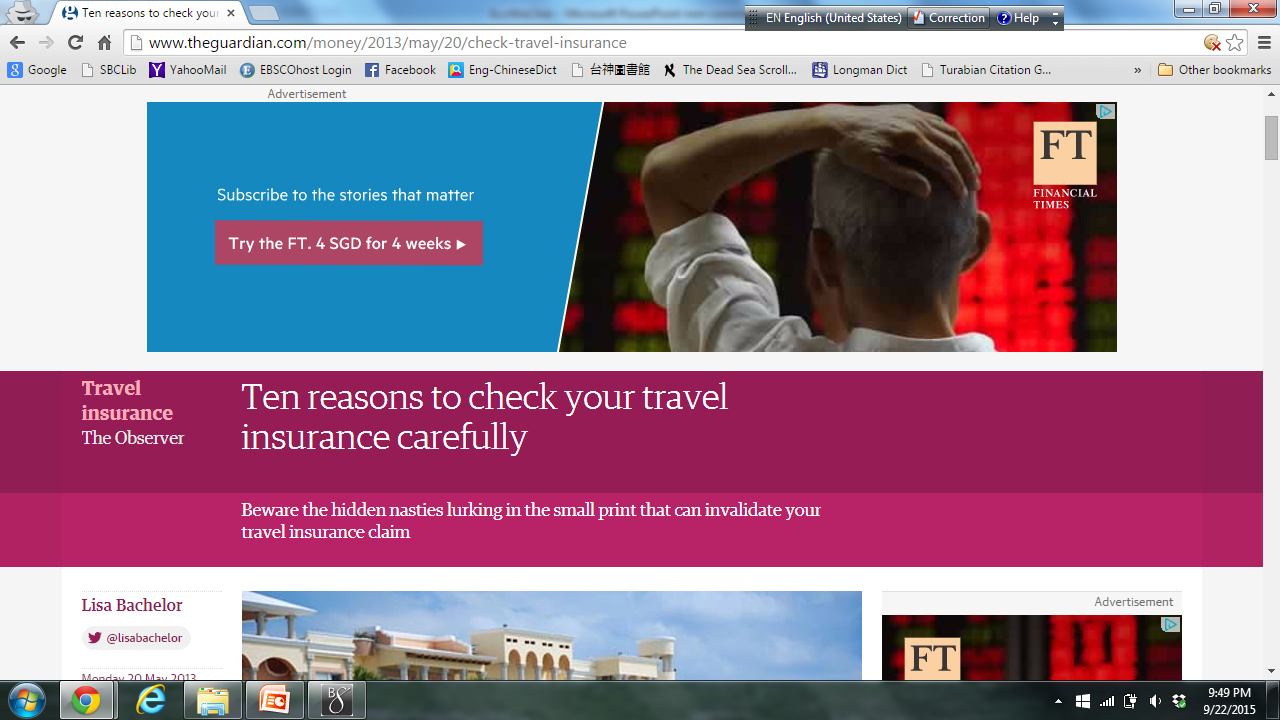 Ten reasons to check your
EN English (United States) Correction Help
www.theguardian.com/money/2013/may/20/check-travel-insurance
Google SBCLib YahooMail EBSCOhost Login Facebook Eng-ChineseDict 台神圖書館 The Dead Sea Scroll... Longman Dict Turabian Citation G... » Other bookmarks
Advertisement
Subscribe to the stories that matter
Try the FT. 4 SGD for 4 weeks
FT
FINANCIAL
TIMES
Travel
insurance
The Observer
Ten reasons to check your travel
insurance carefully
Beware the hidden nasties lurking in the small print that can invalidate your
travel insurance claim
Lisa Bachelor
@lisabachelor
Monday 20 May 2013
Advertisement
FT
9:49 PM
9/22/2015